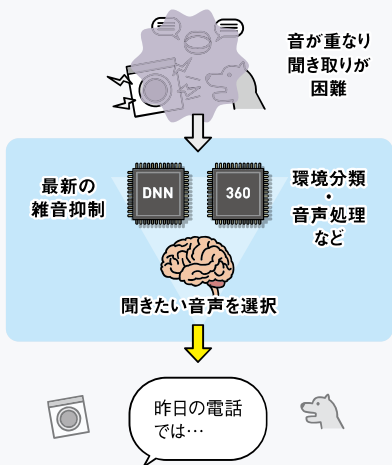 音が重なり
聞き取りが
困難
最新の
雑音抑制
DNN
360
環境分類
・
音声処理
など
聞きたい音声を選択
昨日の電話
では…